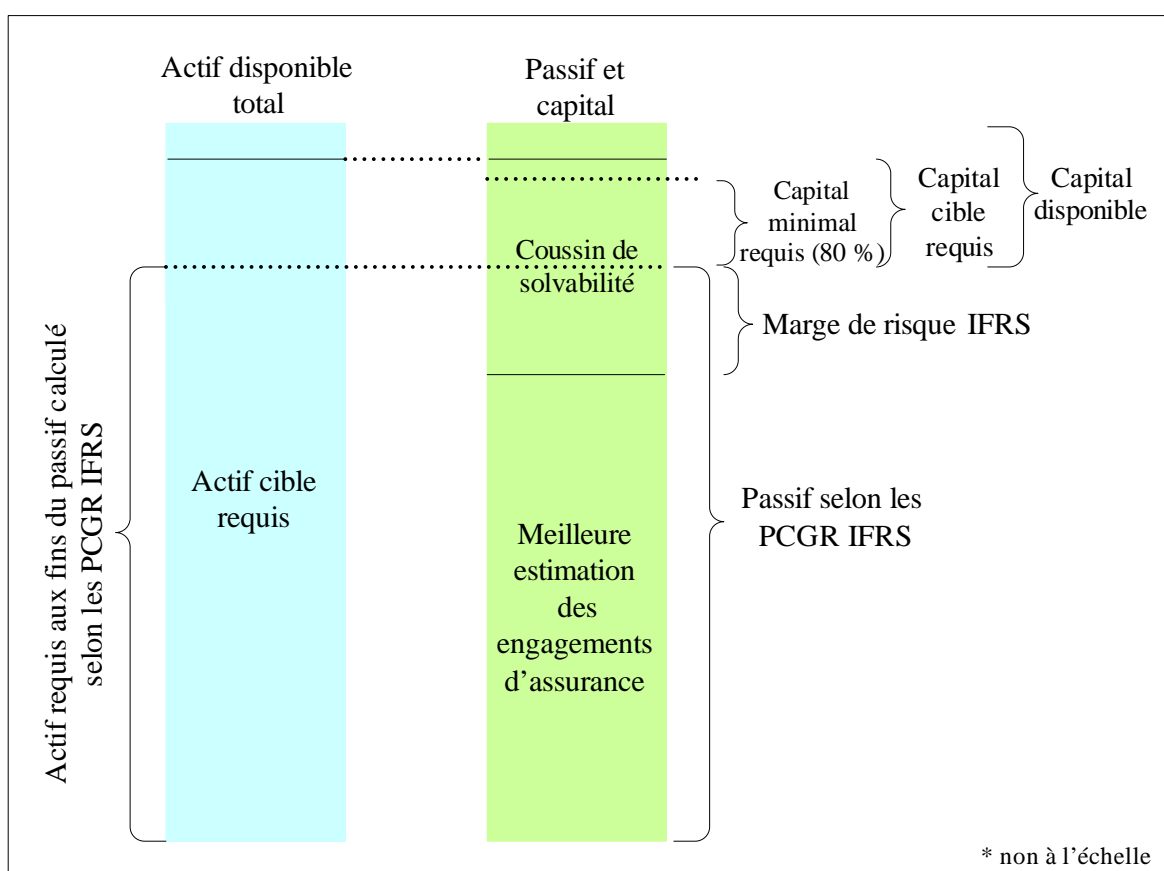 Actif disponible
total
Passif et
capital
Capital
minimal
requis (80 %)
Capital
cible
requis
Capital
disponible
Coussin de
solvabilité
Marge de risque IFRS
Actif requis aux fins du passif calculé
selon les PCGR IFRS
Actif cible
requis
Meilleure
estimation
des
engagements
d’assurance
Passif selon les
PCGR IFRS
* non à l’échelle